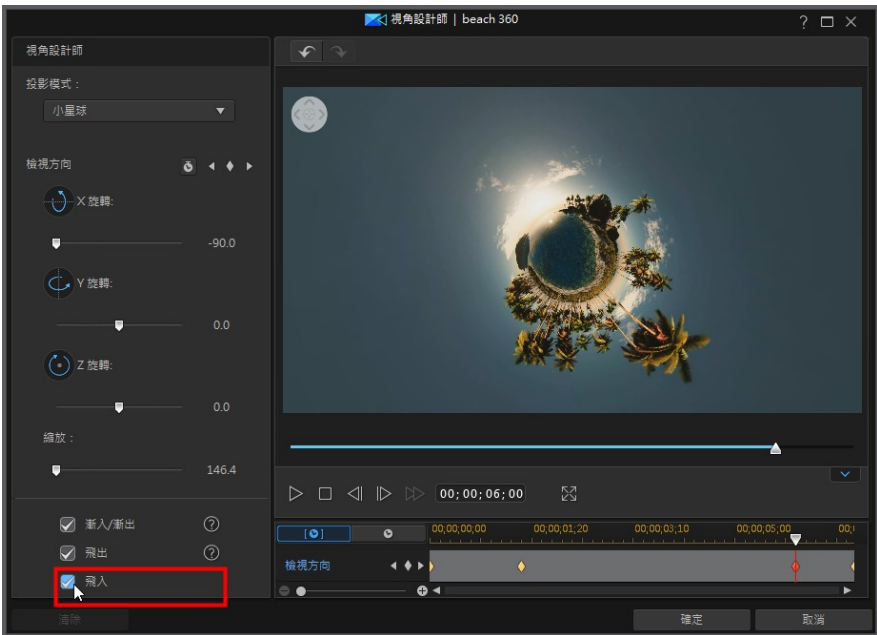 視角設計師 | beach 360
視角設計師
投影模式 :
小星球
檢視方向
X 旋轉:
-90.0
Y 旋轉:
0.0
Z 旋轉:
0.0
縮放 :
146.4
漸入/漸出
飛出
飛入
清除
00;00;06;00
00;00;00;00 00;00;01;20 00;00;03;10 00;00;05;00
檢視方向
確定 取消